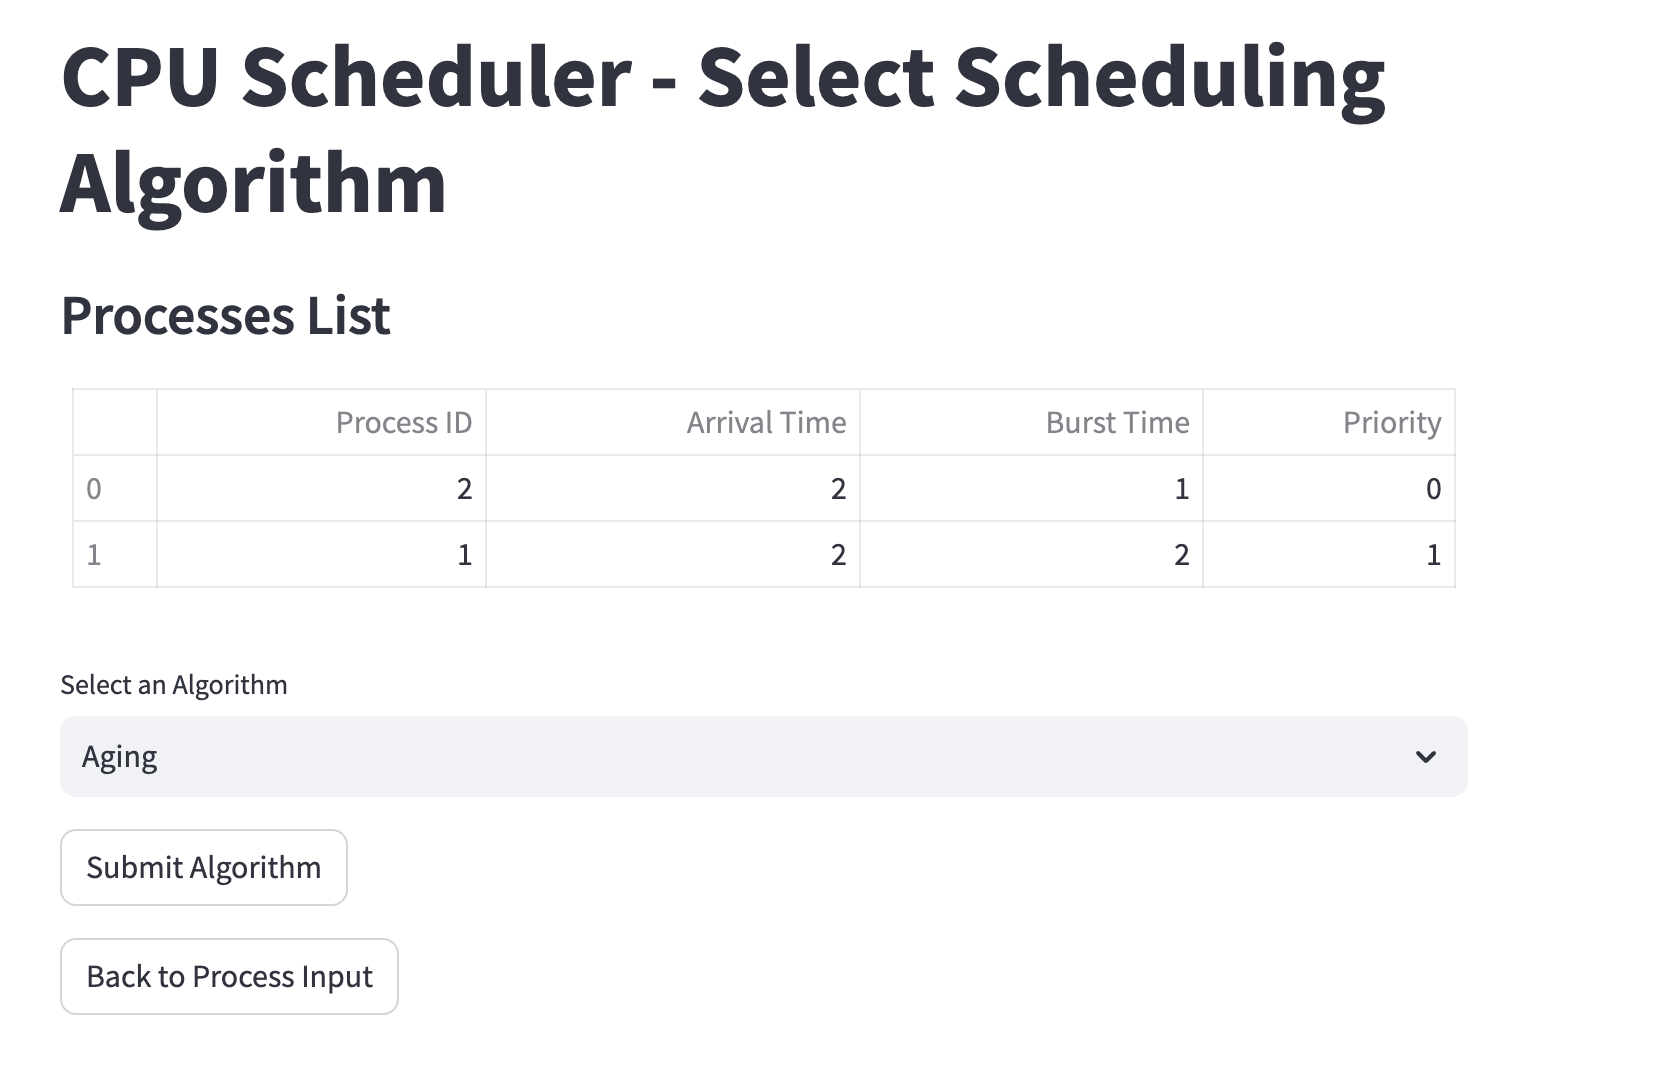 CPU Scheduler - Select Scheduling
Algorithm
Processes List
Process ID Arrival Time Burst Time Priority
0 2 2 1 0
1 1 2 2 1
Select an Algorithm
Aging
Submit Algorithm
Back to Process Input